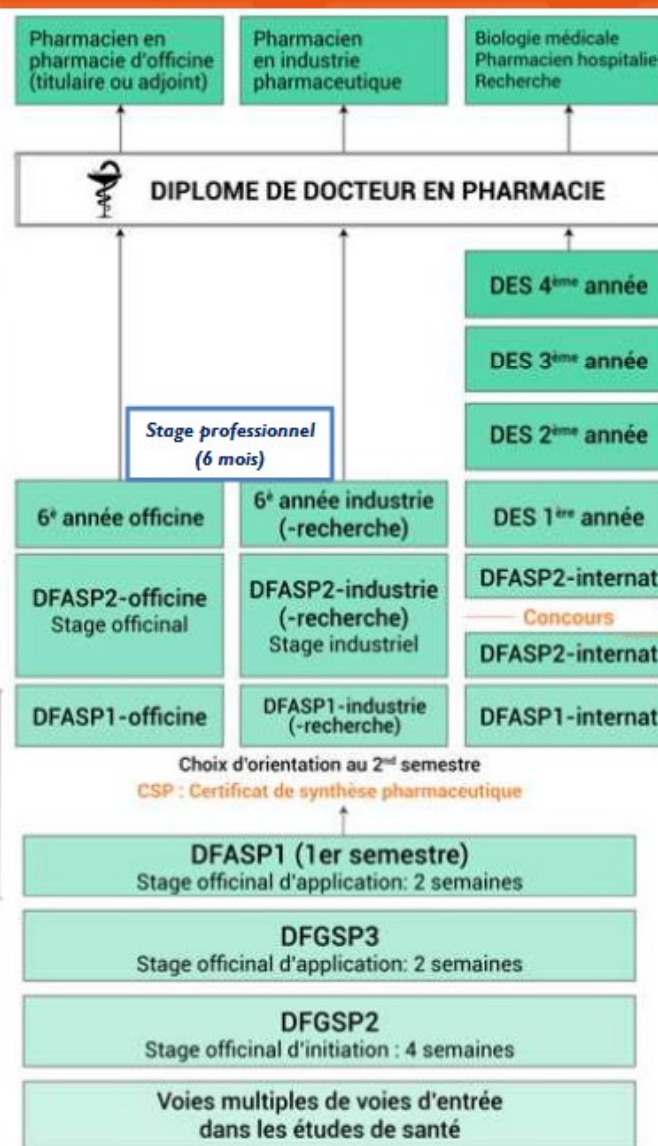 Pharmacien en
pharmacie d'officine
(titulaire ou adjoint)
Pharmacien
en industrie
pharmaceutique
Biologie médicale
Pharmacien hospitalie
Recherche
DIPLOME DE DOCTEUR EN PHARMACIE
DES 4ème année
DES 3ème année
DES 2ème année
Stage professionnel
(6 mois)
6è année officine
6è année industrie
(-recherche)
DES 1ère année
DFASP2-officine
Stage officinal
DFASP2-industrie
(-recherche)
Stage industriel
DFASP2-internat
Concours
DFASP2-internat
DFASP1-officine
DFASP1-industrie
(-recherche)
DFASP1-internat
Choix d'orientation au 2nd semestre
CSP : Certificat de synthèse pharmaceutique
DFASP1 (1er semestre)
Stage officinal d'application: 2 semaines
DFGSP3
Stage officinal d'application: 2 semaines
DFGSP2
Stage officinal d'initiation : 4 semaines
Voies multiples de voies d'entrée
dans les études de santé